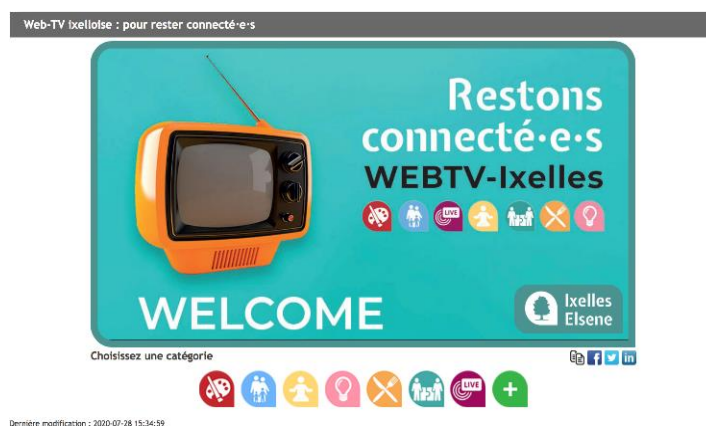 Web-TV ixelloise : pour rester connecté·e·s
Restons
connecté·e·s
WEBTV-Ixelles
LIVE
WELCOME
Ixelles
Elsene
Choisissez une catégorie
LIVE
Dernière modification : 2020-07-28 15:34:59